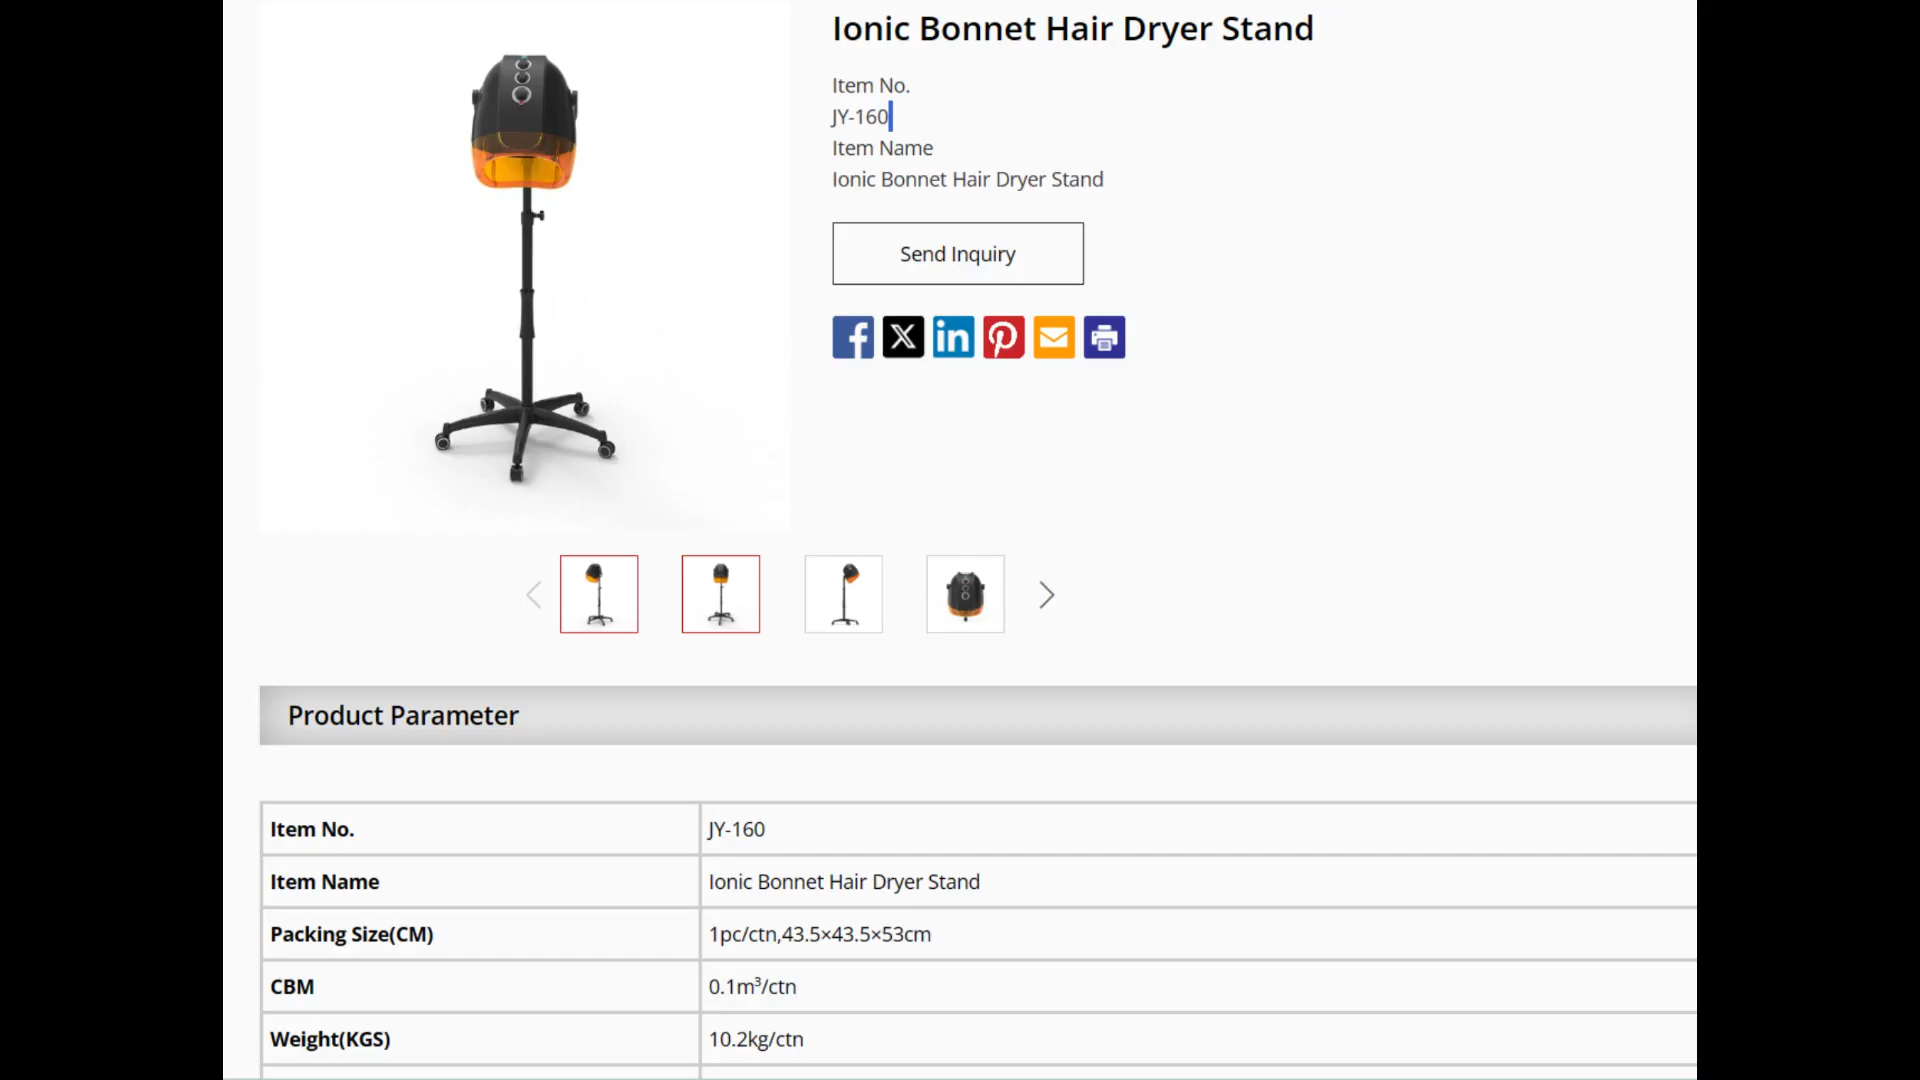 Ionic Bonnet Hair Dryer Stand
Item No.
JY-160
Item Name
Ionic Bonnet Hair Dryer Stand
Send Inquiry
Product Parameter
Item No. JY-160
Item Name Ionic Bonnet Hair Dryer Stand
Packing Size(CM) 1pc/ctn,43.5×43.5×53cm
CBM 0.1m³/ctn
Weight(KGS) 10.2kg/ctn